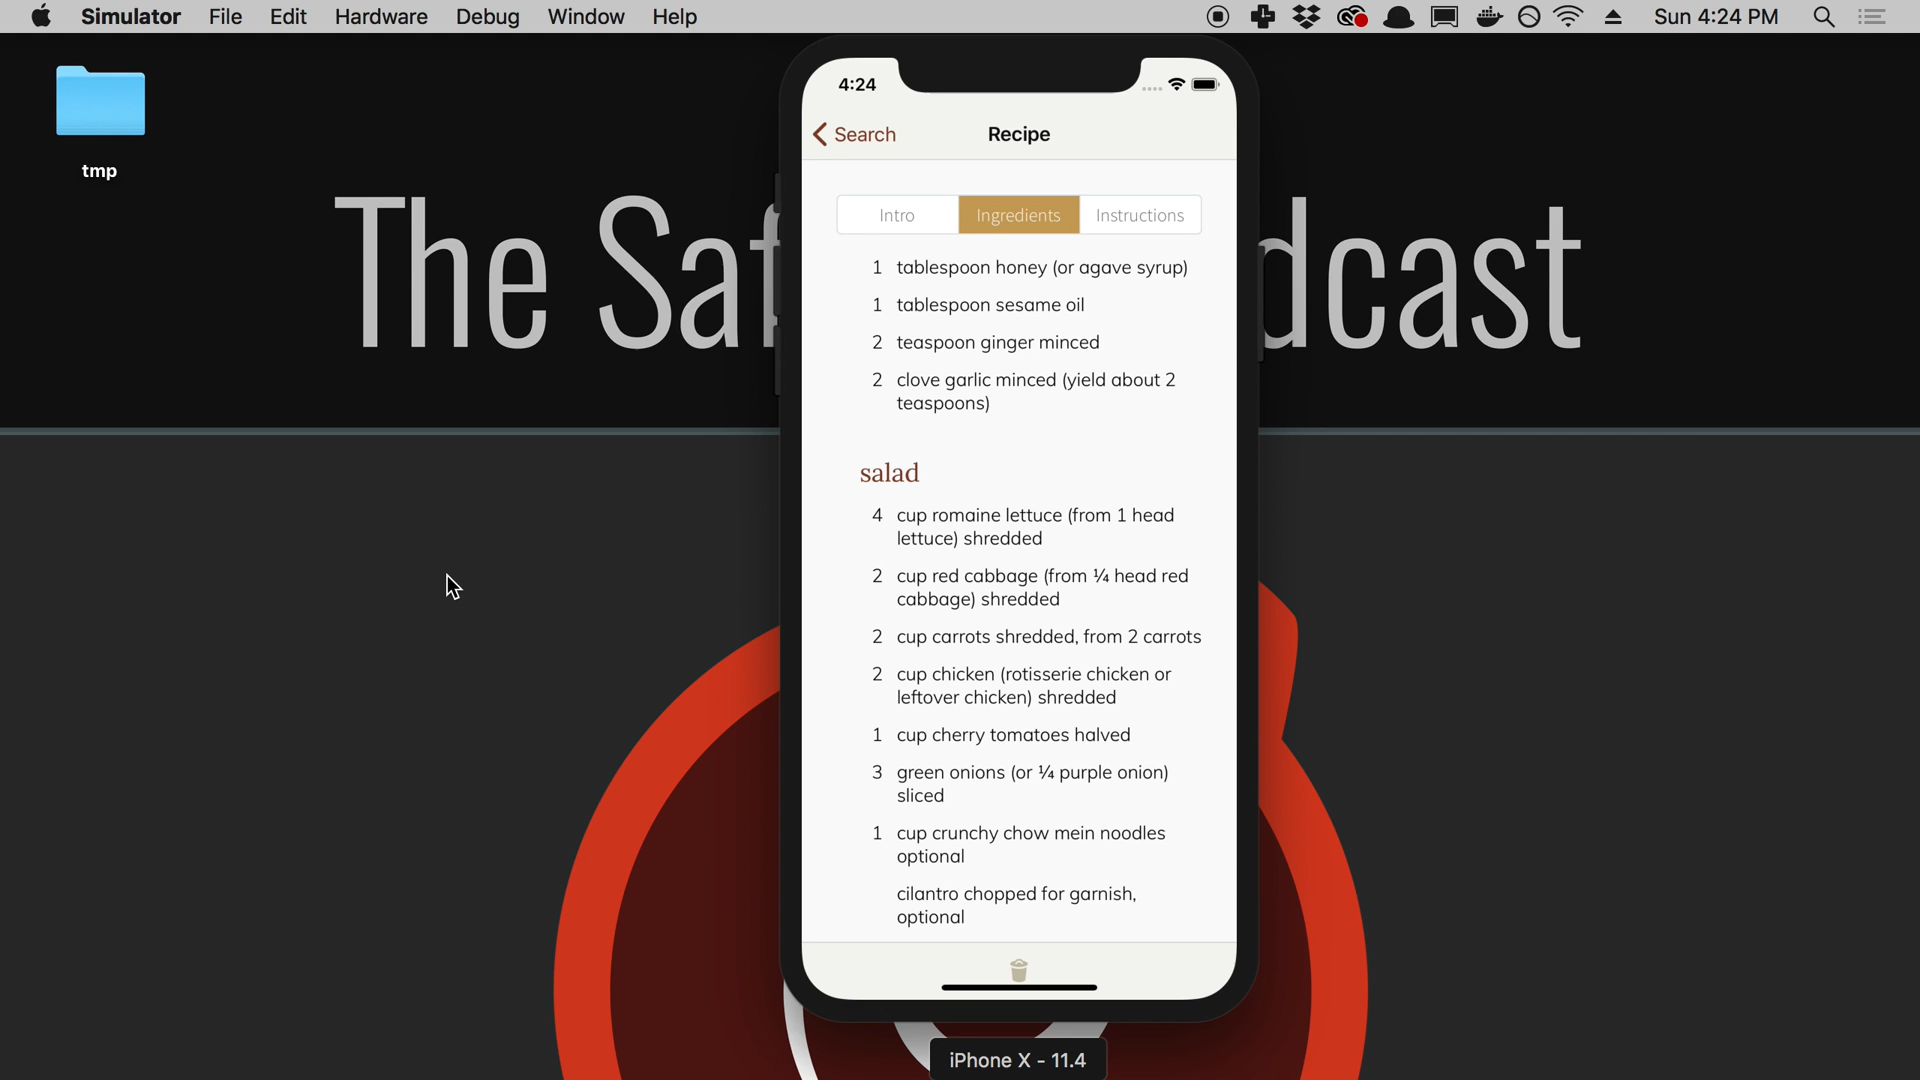 Simulator File Edit Hardware Debug Window Help Sun 4:24 PM
tmp
The Saf dcast
4:24
Search Recipe
Intro Ingredients Instructions
1 tablespoon honey (or agave syrup)
1 tablespoon sesame oil
2 teaspoon ginger minced
2 clove garlic minced (yield about 2
teaspoons)
salad
4 cup romaine lettuce (from 1 head
lettuce) shredded
2 cup red cabbage (from ¼ head red
cabbage) shredded
2 cup carrots shredded, from 2 carrots
2 cup chicken (rotisserie chicken or
leftover chicken) shredded
1 cup cherry tomatoes halved
3 green onions (or ¼ purple onion)
sliced
1 cup crunchy chow mein noodles
optional
cilantro chopped for garnish,
optional
iPhone X - 11.4